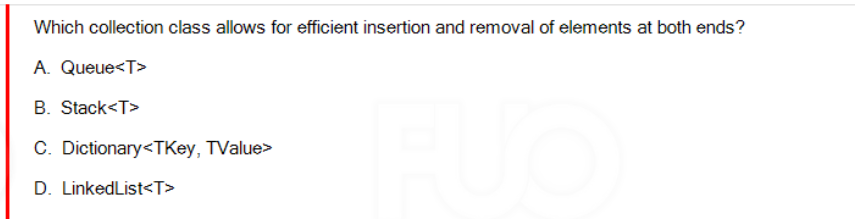 Which collection class allows for efficient insertion and removal of elements at both ends?
A. Queue<T>
B. Stack<T>
C. Dictionary<TKey, TValue>
D. LinkedList<T>
FUO